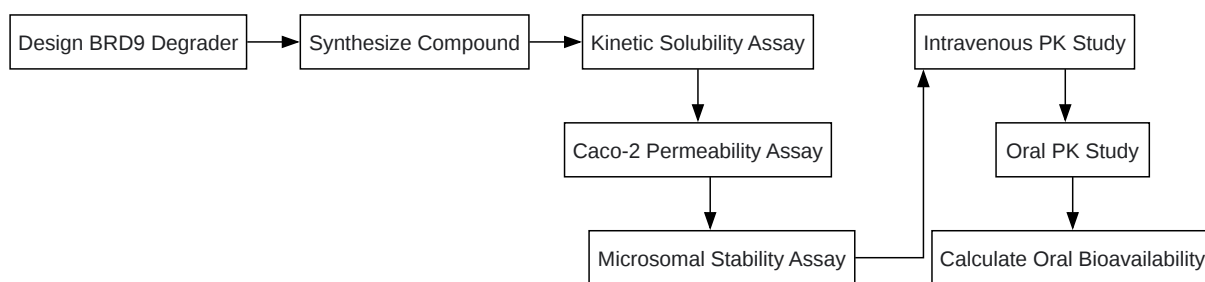 Design BRD9 Degrader
Synthesize Compound
Kinetic Solubility Assay
Caco-2 Permeability Assay
Microsomal Stability Assay
Intravenous PK Study
Oral PK Study
Calculate Oral Bioavailability